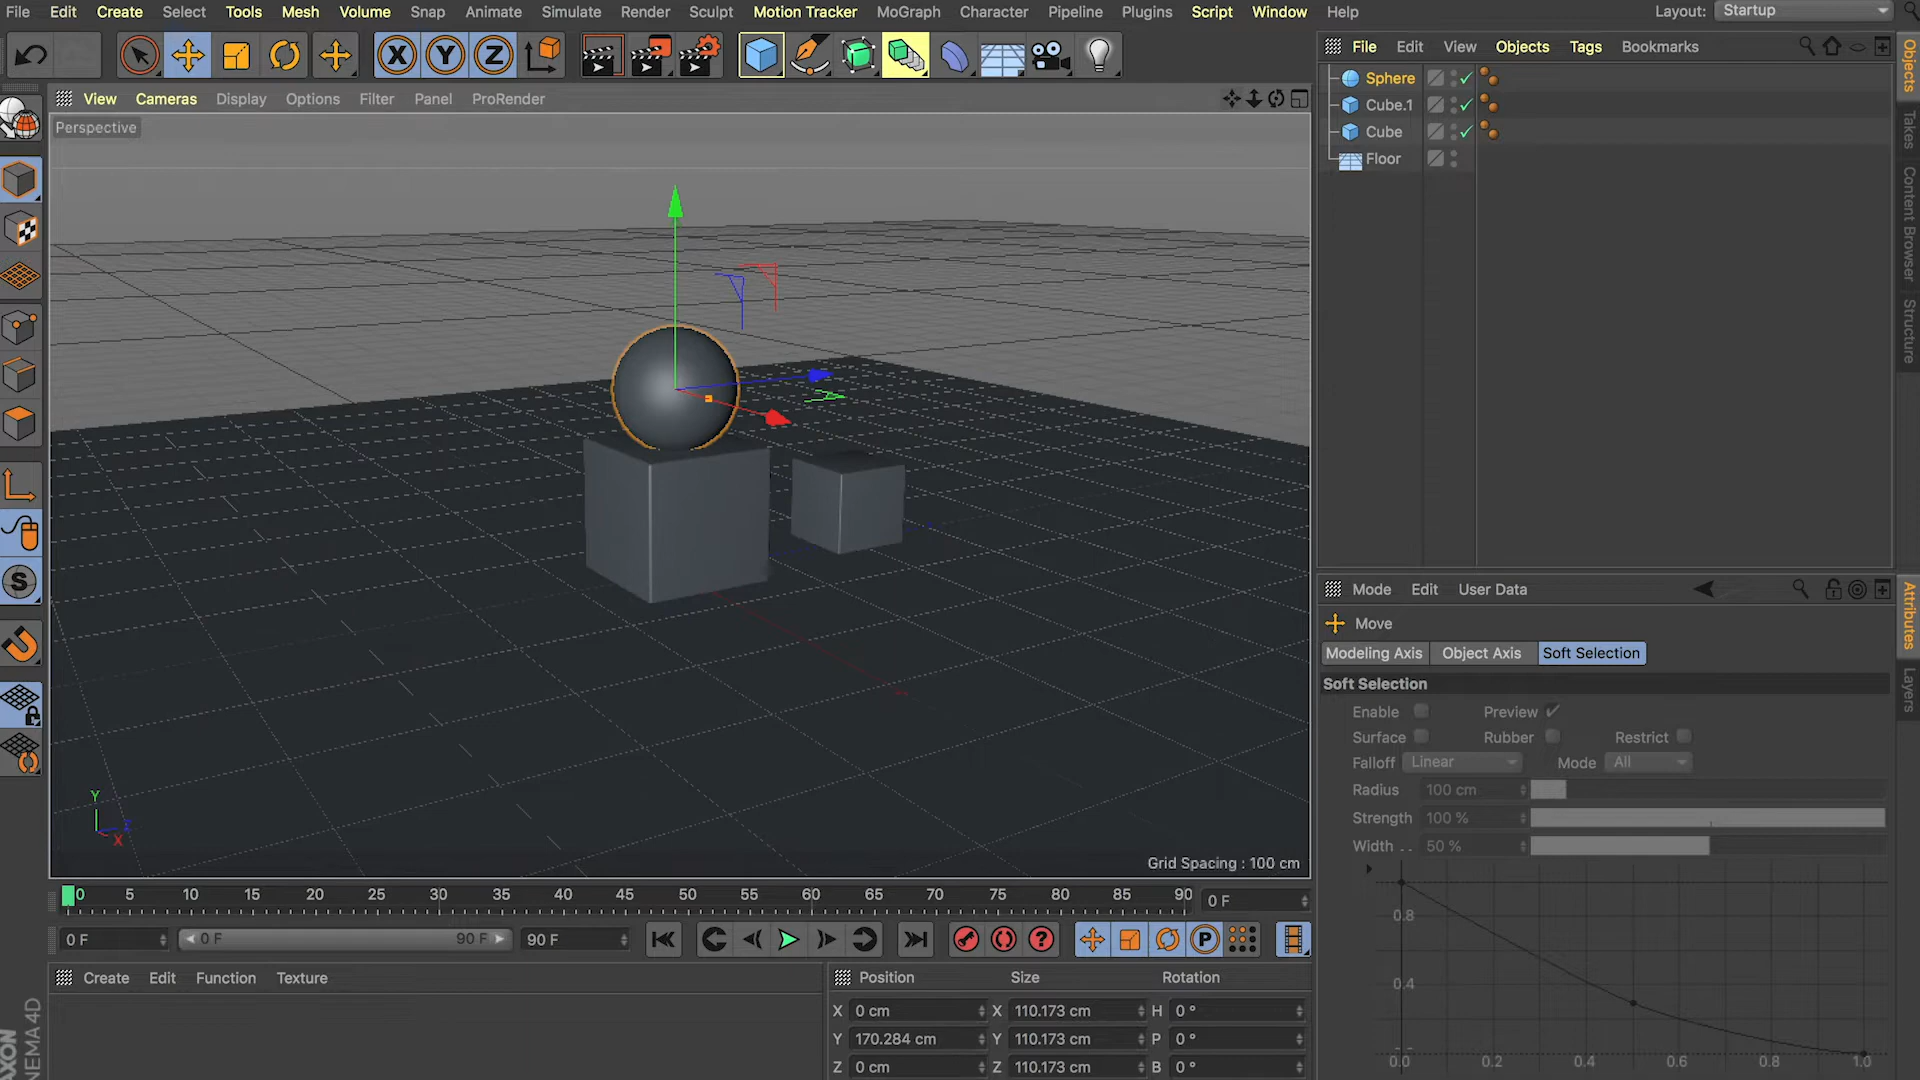 File Edit Create Select Tools Mesh Volume Snap Animate Simulate Render Sculpt Motion Tracker MoGraph Character Pipeline Plugins Script Window Help Layout: Startup
X Y Z
File Edit View Objects Tags Bookmarks
View Cameras Display Options Filter Panel ProRender
Perspective
Sphere
Cube.1
Cube
Floor
Objects
Takes
Content Browser
Structure
Mode Edit User Data
Move
Modeling Axis Object Axis Soft Selection
Soft Selection
Enable Preview
Surface Rubber Restrict
Falloff Linear Mode All
Radius 100 cm
Strength 100 %
Width . . 50 %
0.8
0.4
0.0 0.2 0.4 0.6 0.8 1.0
Attributes
Layers
S
Y
Z
X
Grid Spacing : 100 cm
0 5 10 15 20 25 30 35 40 45 50 55 60 65 70 75 80 85 90 0 F
0 F 0 F 90 F 90 F ? P
Create Edit Function Texture
Position Size Rotation
X 0 cm X 110.173 cm H 0 °
Y 170.284 cm Y 110.173 cm P 0 °
Z 0 cm Z 110.173 cm B 0 °
AXON
NEMA 4D